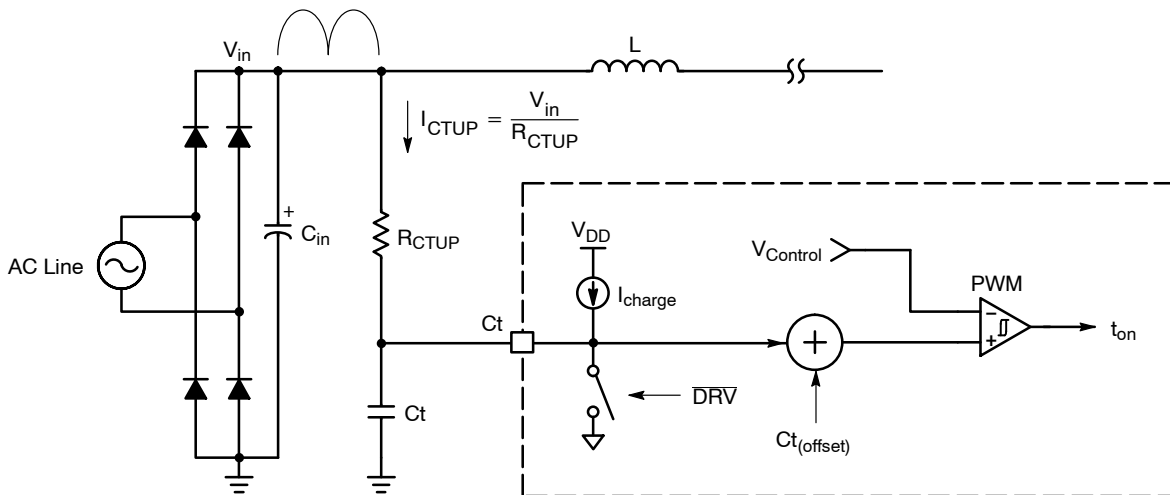 L
V_in
I_CTUP = V_in / R_CTUP
+
C_in
R_CTUP
AC Line
V_DD
I_charge
V_Control
PWM
−
+
t_on
Ct
+
Ct
DRV
Ct_(offset)